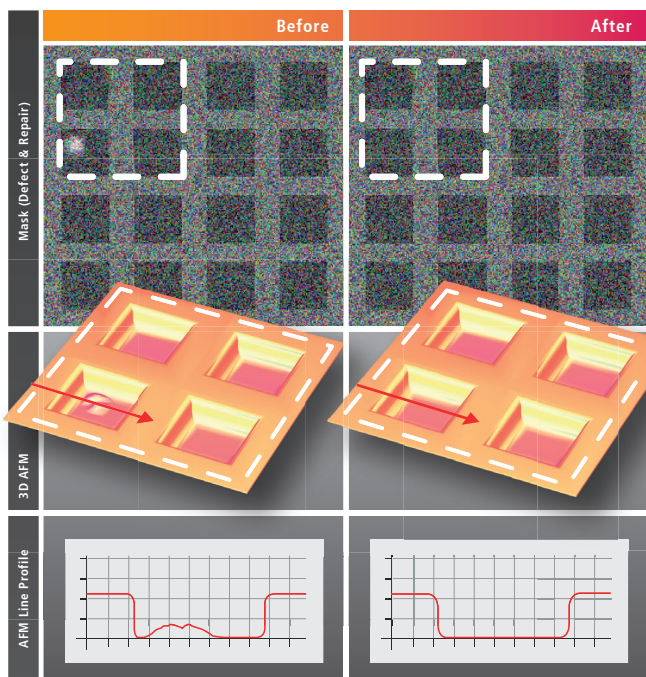 Before
After
Mask (Defect & Repair)
3D AFM
AFM Line Profile